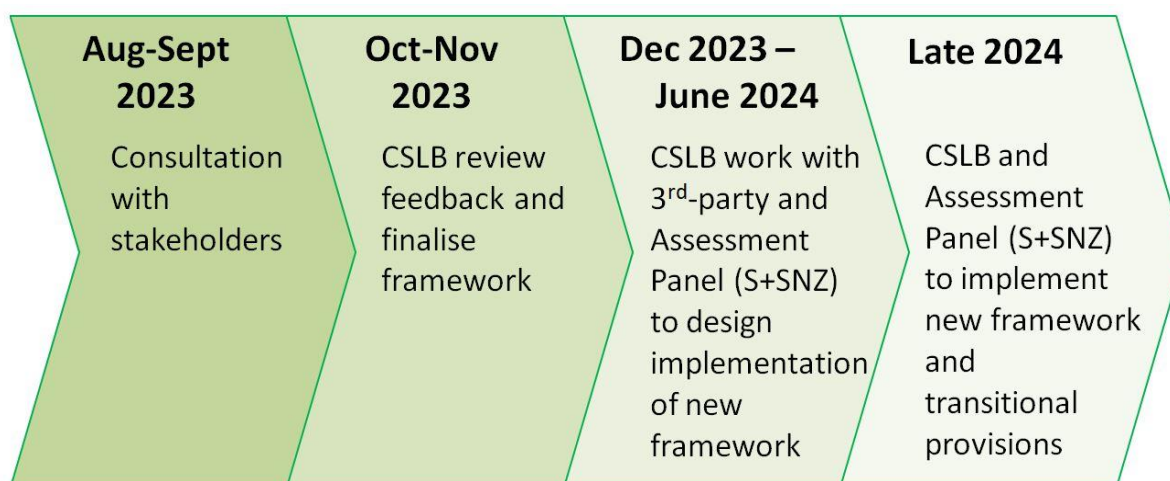 Aug-Sept
2023
Consultation
with
stakeholders
Oct-Nov
2023
CSLB review
feedback and
finalise
framework
Dec 2023 –
June 2024
CSLB work with
3rd-party and
Assessment
Panel (S+SNZ)
to design
implementation
of new
framework
Late 2024
CSLB and
Assessment
Panel (S+SNZ)
to implement
new framework
and
transitional
provisions